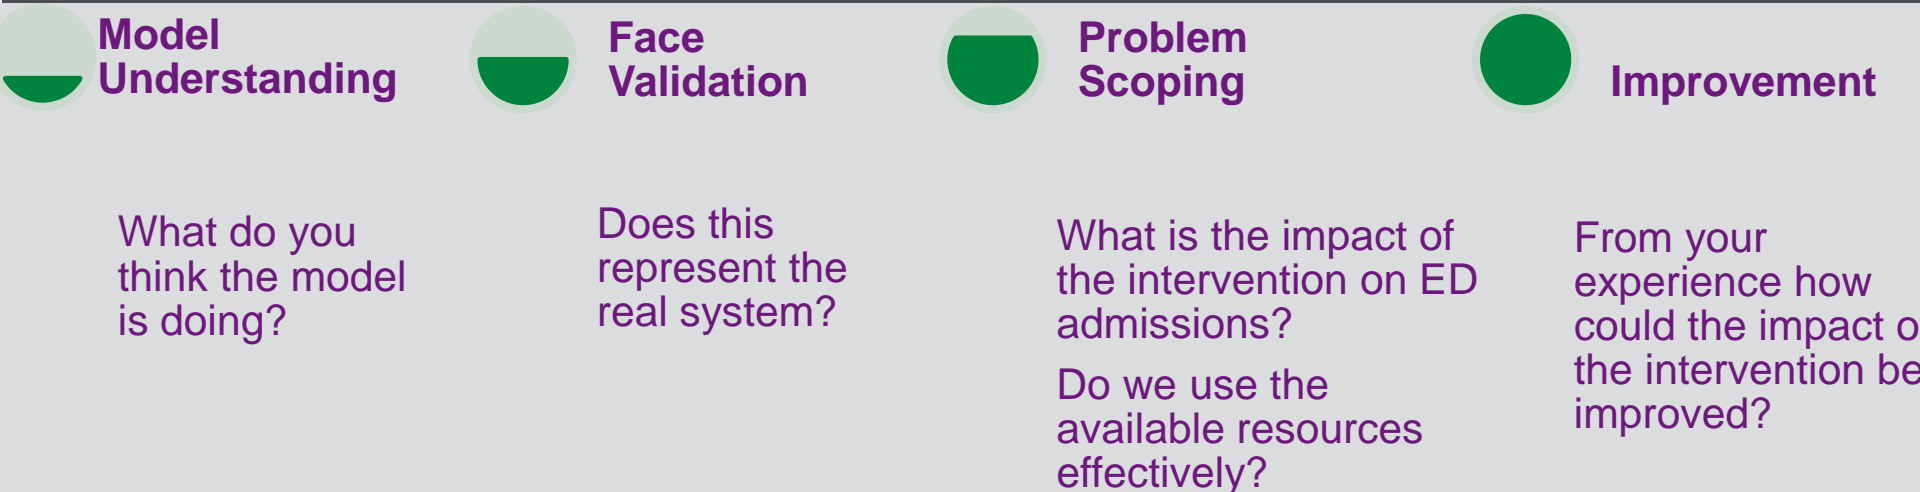 Model
Understanding
Face
Validation
Problem
Scoping
Improvement
What do you
think the model
is doing?
Does this
represent the
real system?
What is the impact of
the intervention on ED
admissions?
Do we use the
available resources
effectively?
From your
experience how
could the impact o
the intervention be
improved?